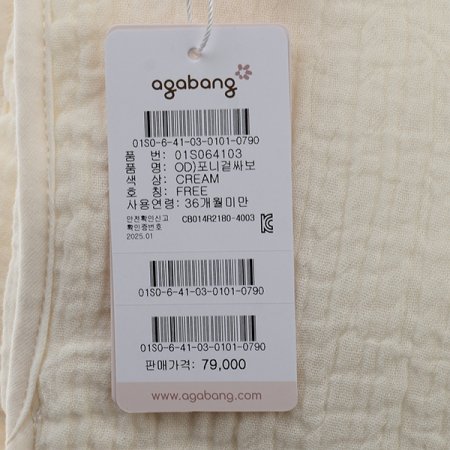 agabang
01S0-6-41-03-0101-0790
품 번: 01S064103
품 명: OD)포니겉싸보
색 상: CREAM
호 칭: FREE
사용연령: 36개월미만
안전확인신고
확인증번호 CB014R2180-4003
2025.01
01S0-6-41-03-0101-0790
01S0-6-41-03-0101-0790
판매가격: 79,000
www.agabang.com